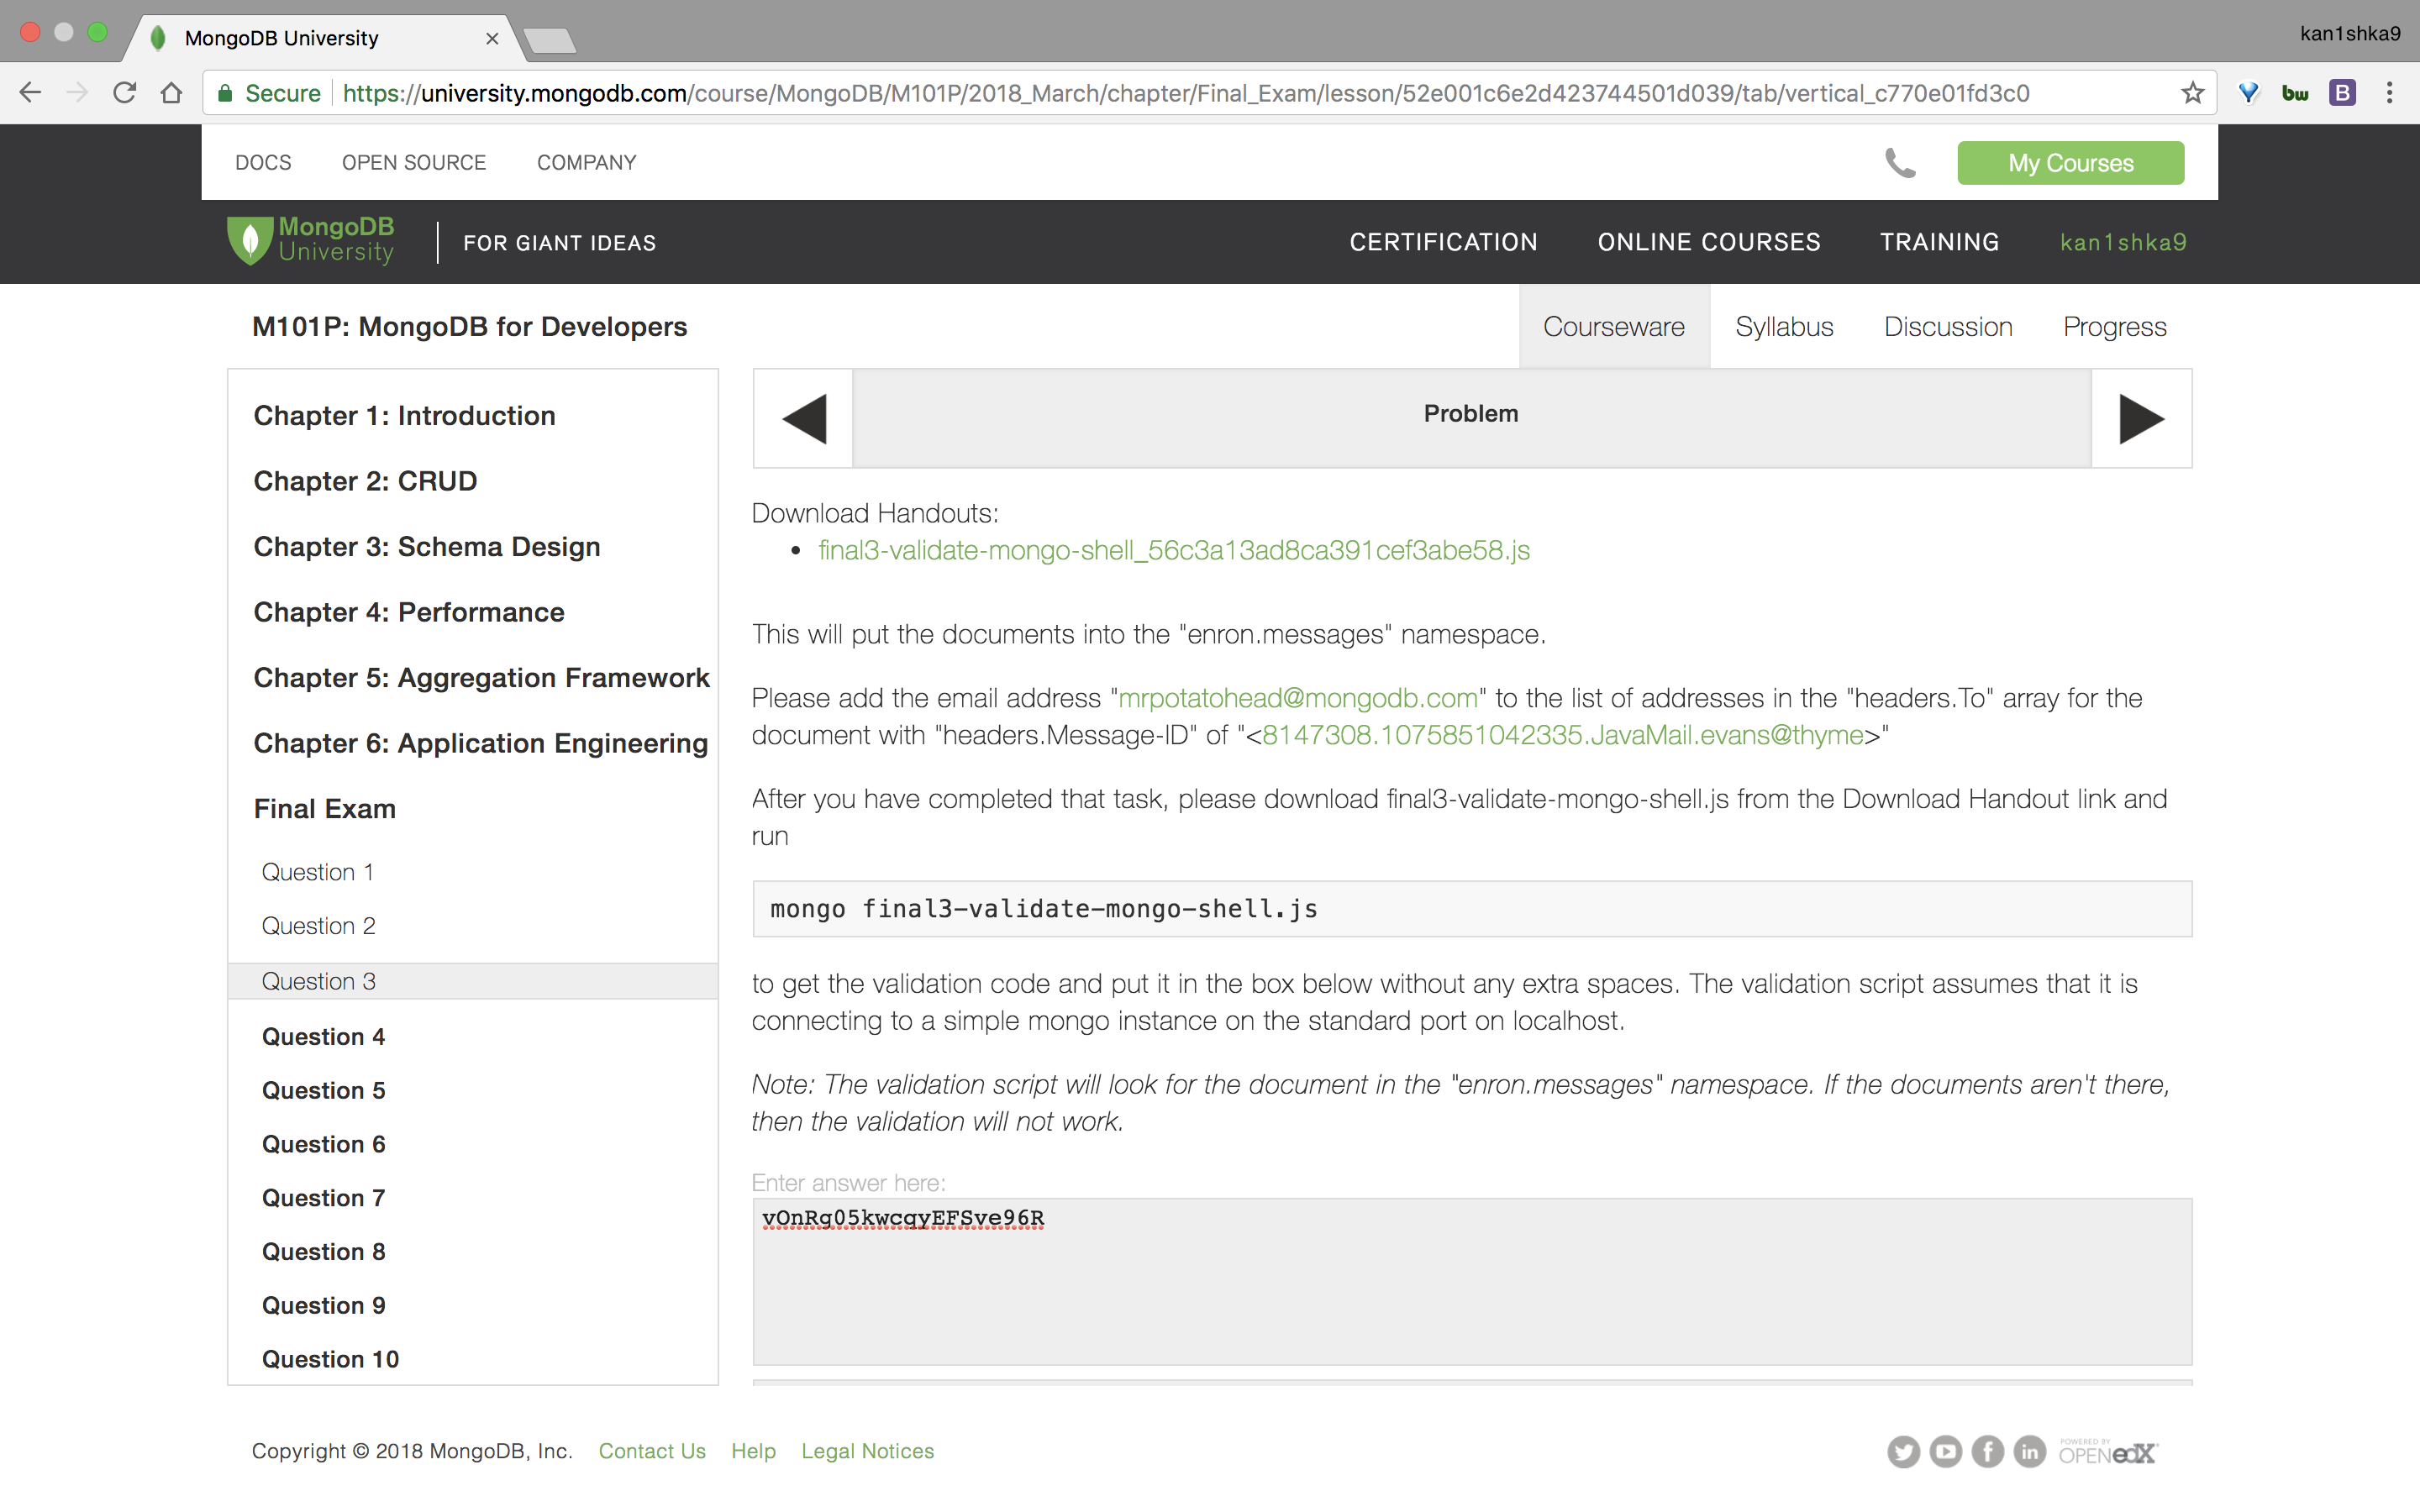 MongoDB University
kan1shka9
Secure https://university.mongodb.com/course/MongoDB/M101P/2018_March/chapter/Final_Exam/lesson/52e001c6e2d423744501d039/tab/vertical_c770e01fd3c0
bw
B
DOCS OPEN SOURCE COMPANY
My Courses
MongoDB
University
FOR GIANT IDEAS
CERTIFICATION ONLINE COURSES TRAINING kan1shka9
M101P: MongoDB for Developers
Courseware Syllabus Discussion Progress
Chapter 1: Introduction
Chapter 2: CRUD
Chapter 3: Schema Design
Chapter 4: Performance
Chapter 5: Aggregation Framework
Chapter 6: Application Engineering
Final Exam
Question 1
Question 2
Question 3
Question 4
Question 5
Question 6
Question 7
Question 8
Question 9
Question 10
Problem
Download Handouts:
• final3-validate-mongo-shell_56c3a13ad8ca391cef3abe58.js
This will put the documents into the "enron.messages" namespace.
Please add the email address "mrpotatohead@mongodb.com" to the list of addresses in the "headers.To" array for the
document with "headers.Message-ID" of "<8147308.1075851042335.JavaMail.evans@thyme>"
After you have completed that task, please download final3-validate-mongo-shell.js from the Download Handout link and
run
mongo final3-validate-mongo-shell.js
to get the validation code and put it in the box below without any extra spaces. The validation script assumes that it is
connecting to a simple mongo instance on the standard port on localhost.
Note: The validation script will look for the document in the "enron.messages" namespace. If the documents aren't there,
then the validation will not work.
Enter answer here:
vOnRg05kwcqyEFSve96R
Copyright © 2018 MongoDB, Inc. Contact Us Help Legal Notices
POWERED BY
OPEN edX